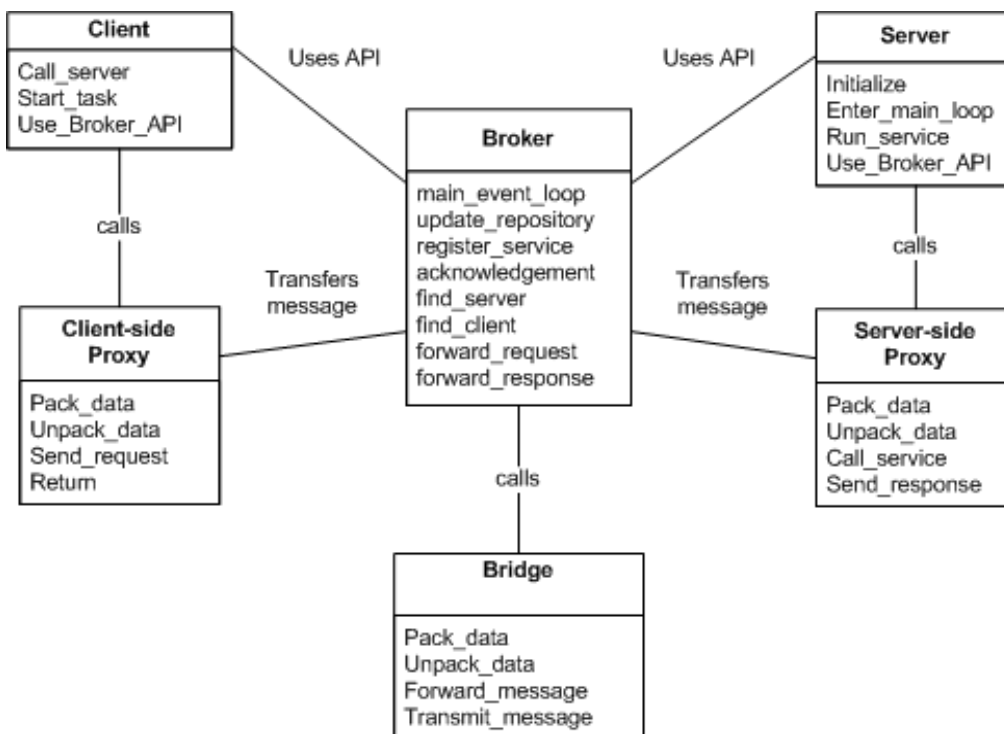 Client
Call_server
Start_task
Use_Broker_API
Uses API
Uses API
Server
Initialize
Enter_main_loop
Run_service
Use_Broker_API
Broker
main_event_loop
update_repository
register_service
acknowledgement
find_server
find_client
forward_request
forward_response
calls
calls
Transfers
message
Transfers
message
Client-side
Proxy
Pack_data
Unpack_data
Send_request
Return
Server-side
Proxy
Pack_data
Unpack_data
Call_service
Send_response
calls
Bridge
Pack_data
Unpack_data
Forward_message
Transmit_message